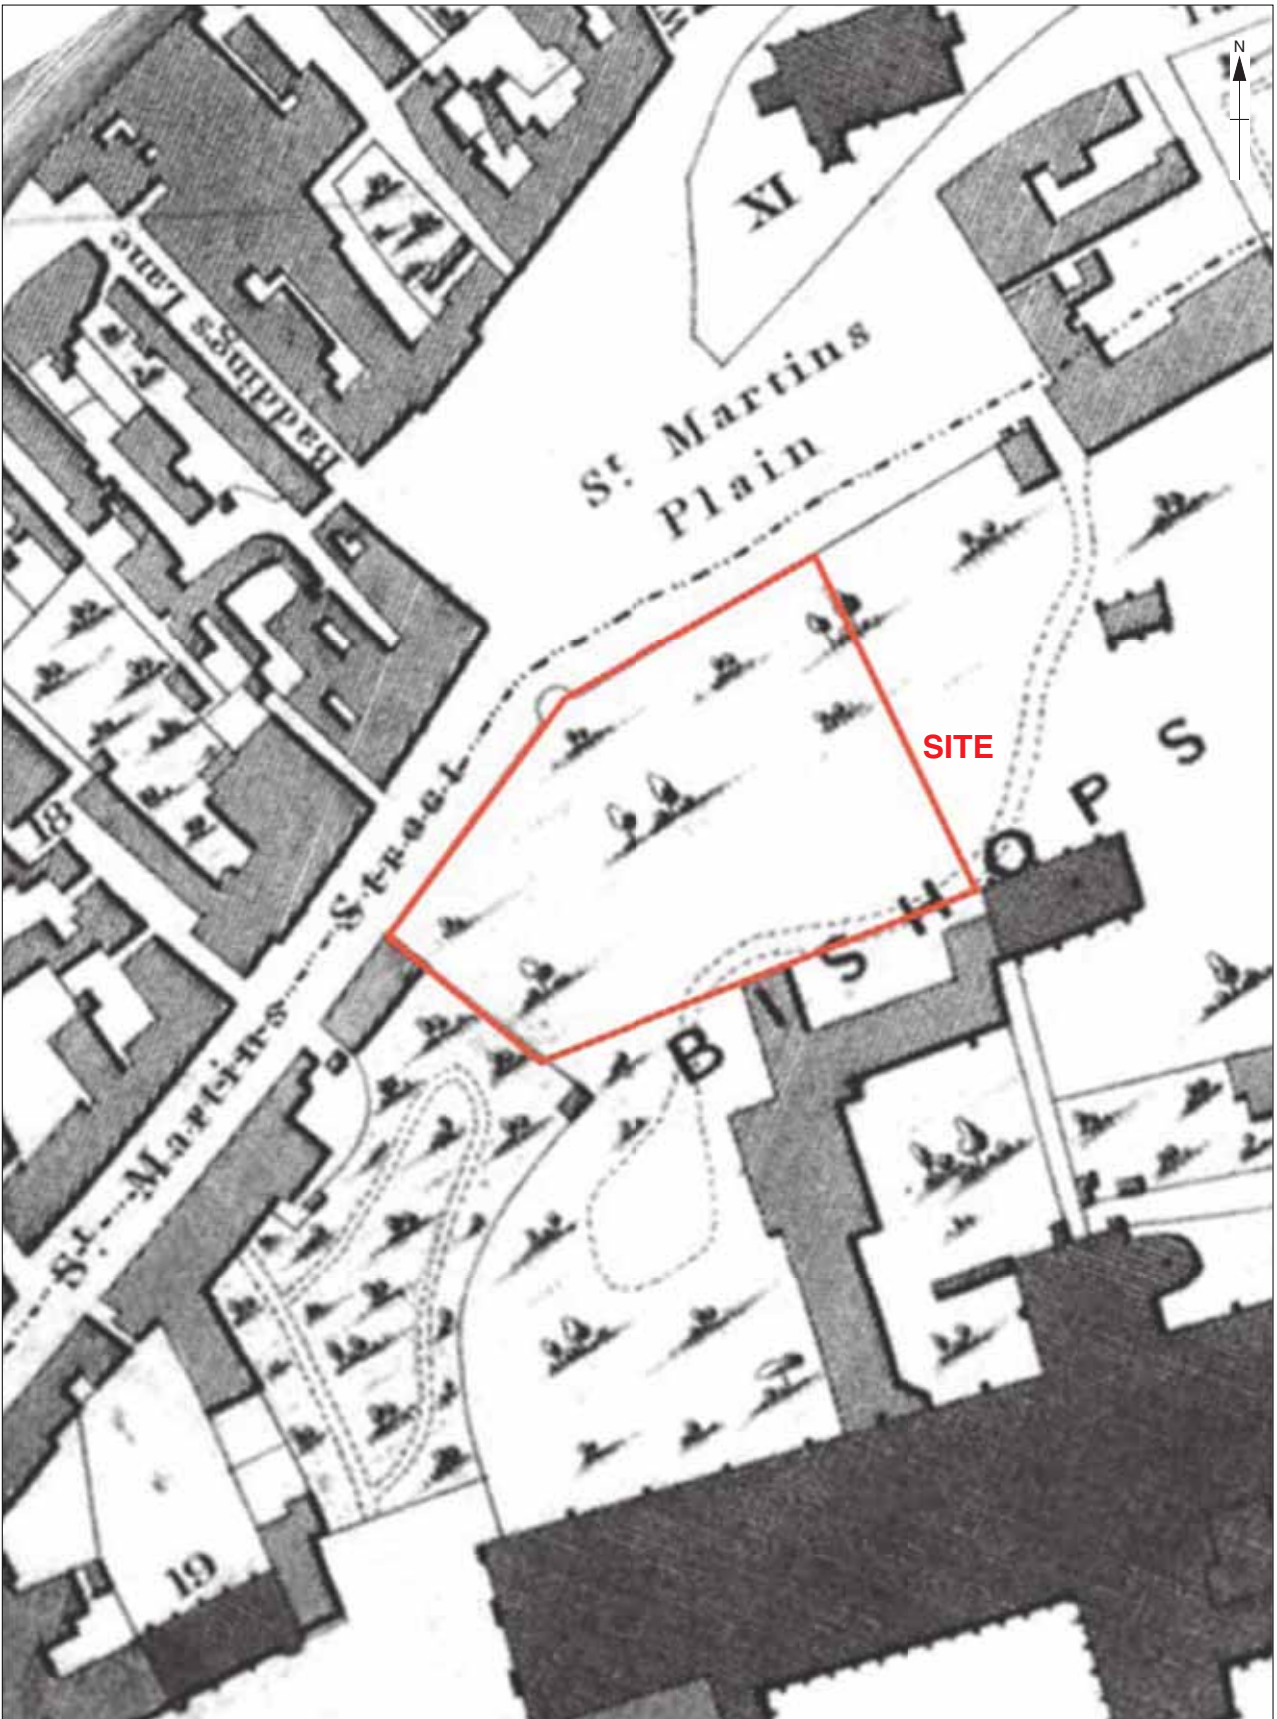 N
XI
Baddings Lane
St. Martins
Plain
SITE
St. Martins Street
18
BISHOPS
19